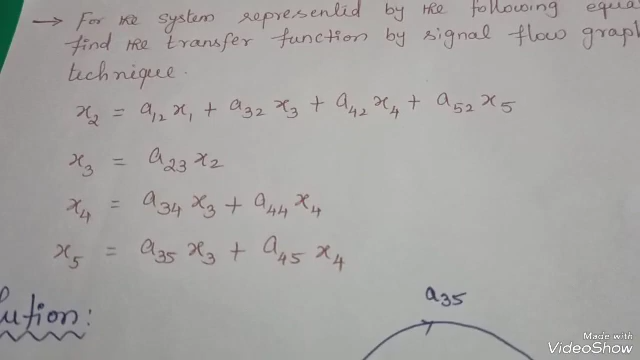 → For the system represented by the following equa
find the transfer function by signal flow graph
technique.
x₂ = a₁₂ x₁ + a₃₂ x₃ + a₄₂ x₄ + a₅₂ x₅
x₃ = a₂₃ x₂
x₄ = a₃₄ x₃ + a₄₄ x₄
x₅ = a₃₅ x₃ + a₄₅ x₄
ution:
a₃₅
Made with
VideoShow